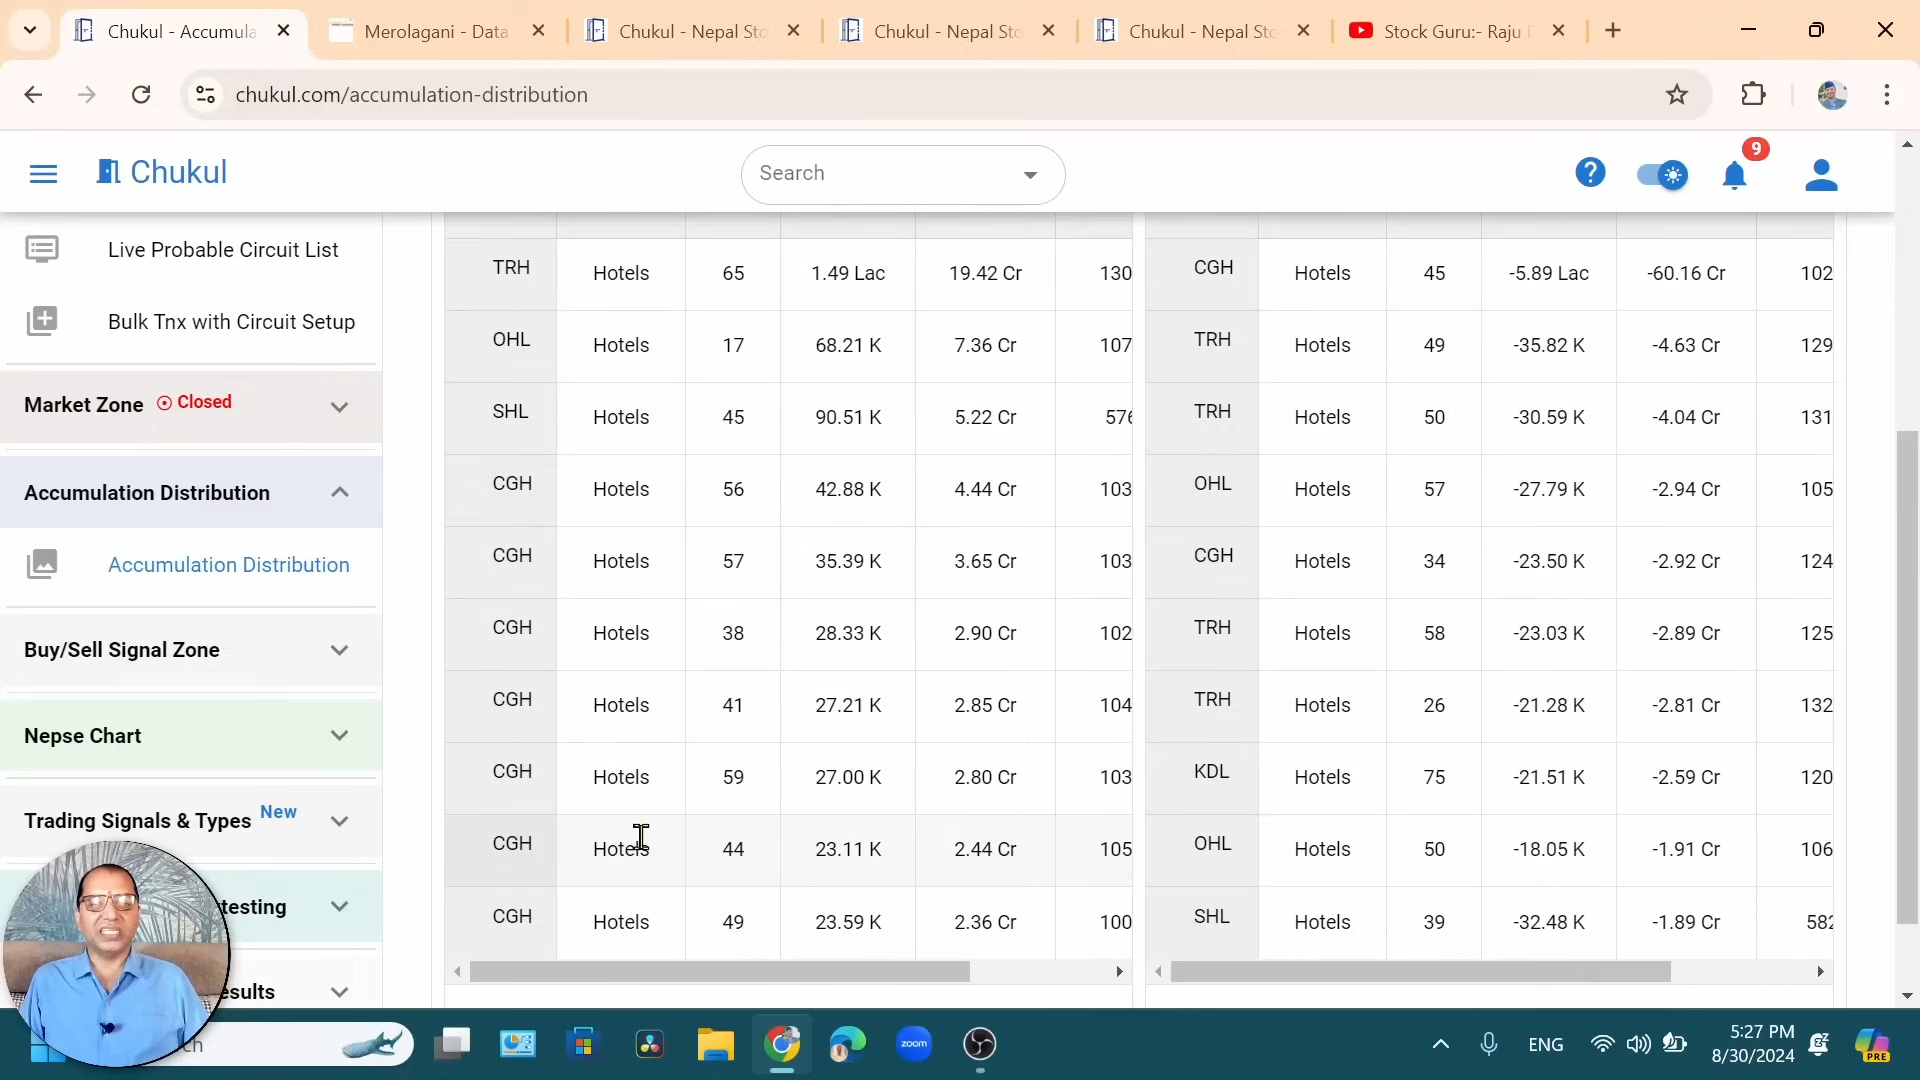 Chukul - Accumula
Merolagani - Data
Chukul - Nepal Sto
Chukul - Nepal Sto
Chukul - Nepal Sto
Stock Guru:- Raju
chukul.com/accumulation-distribution
Chukul
Search
9
Live Probable Circuit List
Bulk Tnx with Circuit Setup
Market Zone Closed
Accumulation Distribution
Accumulation Distribution
Buy/Sell Signal Zone
Nepse Chart
Trading Signals & Types New
testing
esults
TRH Hotels 65 1.49 Lac 19.42 Cr 130
OHL Hotels 17 68.21 K 7.36 Cr 107
SHL Hotels 45 90.51 K 5.22 Cr 576
CGH Hotels 56 42.88 K 4.44 Cr 103
CGH Hotels 57 35.39 K 3.65 Cr 103
CGH Hotels 38 28.33 K 2.90 Cr 102
CGH Hotels 41 27.21 K 2.85 Cr 104
CGH Hotels 59 27.00 K 2.80 Cr 103
CGH Hotels 44 23.11 K 2.44 Cr 105
CGH Hotels 49 23.59 K 2.36 Cr 100
CGH Hotels 45 -5.89 Lac -60.16 Cr 102
TRH Hotels 49 -35.82 K -4.63 Cr 129
TRH Hotels 50 -30.59 K -4.04 Cr 131
OHL Hotels 57 -27.79 K -2.94 Cr 105
CGH Hotels 34 -23.50 K -2.92 Cr 124
TRH Hotels 58 -23.03 K -2.89 Cr 125
TRH Hotels 26 -21.28 K -2.81 Cr 132
KDL Hotels 75 -21.51 K -2.59 Cr 120
OHL Hotels 50 -18.05 K -1.91 Cr 106
SHL Hotels 39 -32.48 K -1.89 Cr 582
rch
zoom
ENG
5:27 PM
8/30/2024
PRE